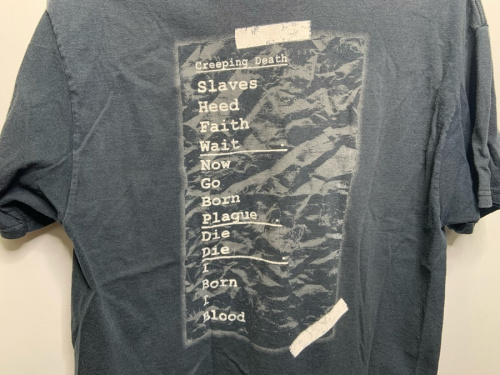 Creeping Death
Slaves
Heed
Faith
Wait .
Now
Go
Born
Plague .
Die
Die .
I
Born
I
Blood